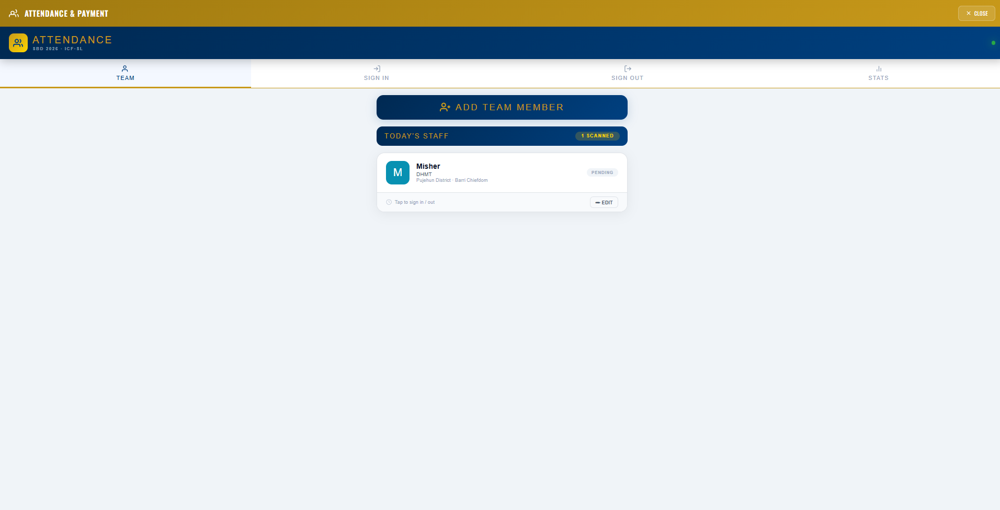 ATTENDANCE & PAYMENT
CLOSE
ATTENDANCE
SBD 2026 - ICF-SL
TEAM
SIGN IN
SIGN OUT
STATS
ADD TEAM MEMBER
TODAY'S STAFF
1 SCANNED
M
Misher
DHMT
Pujehun District · Barri Chiefdom
PENDING
Tap to sign in / out
EDIT